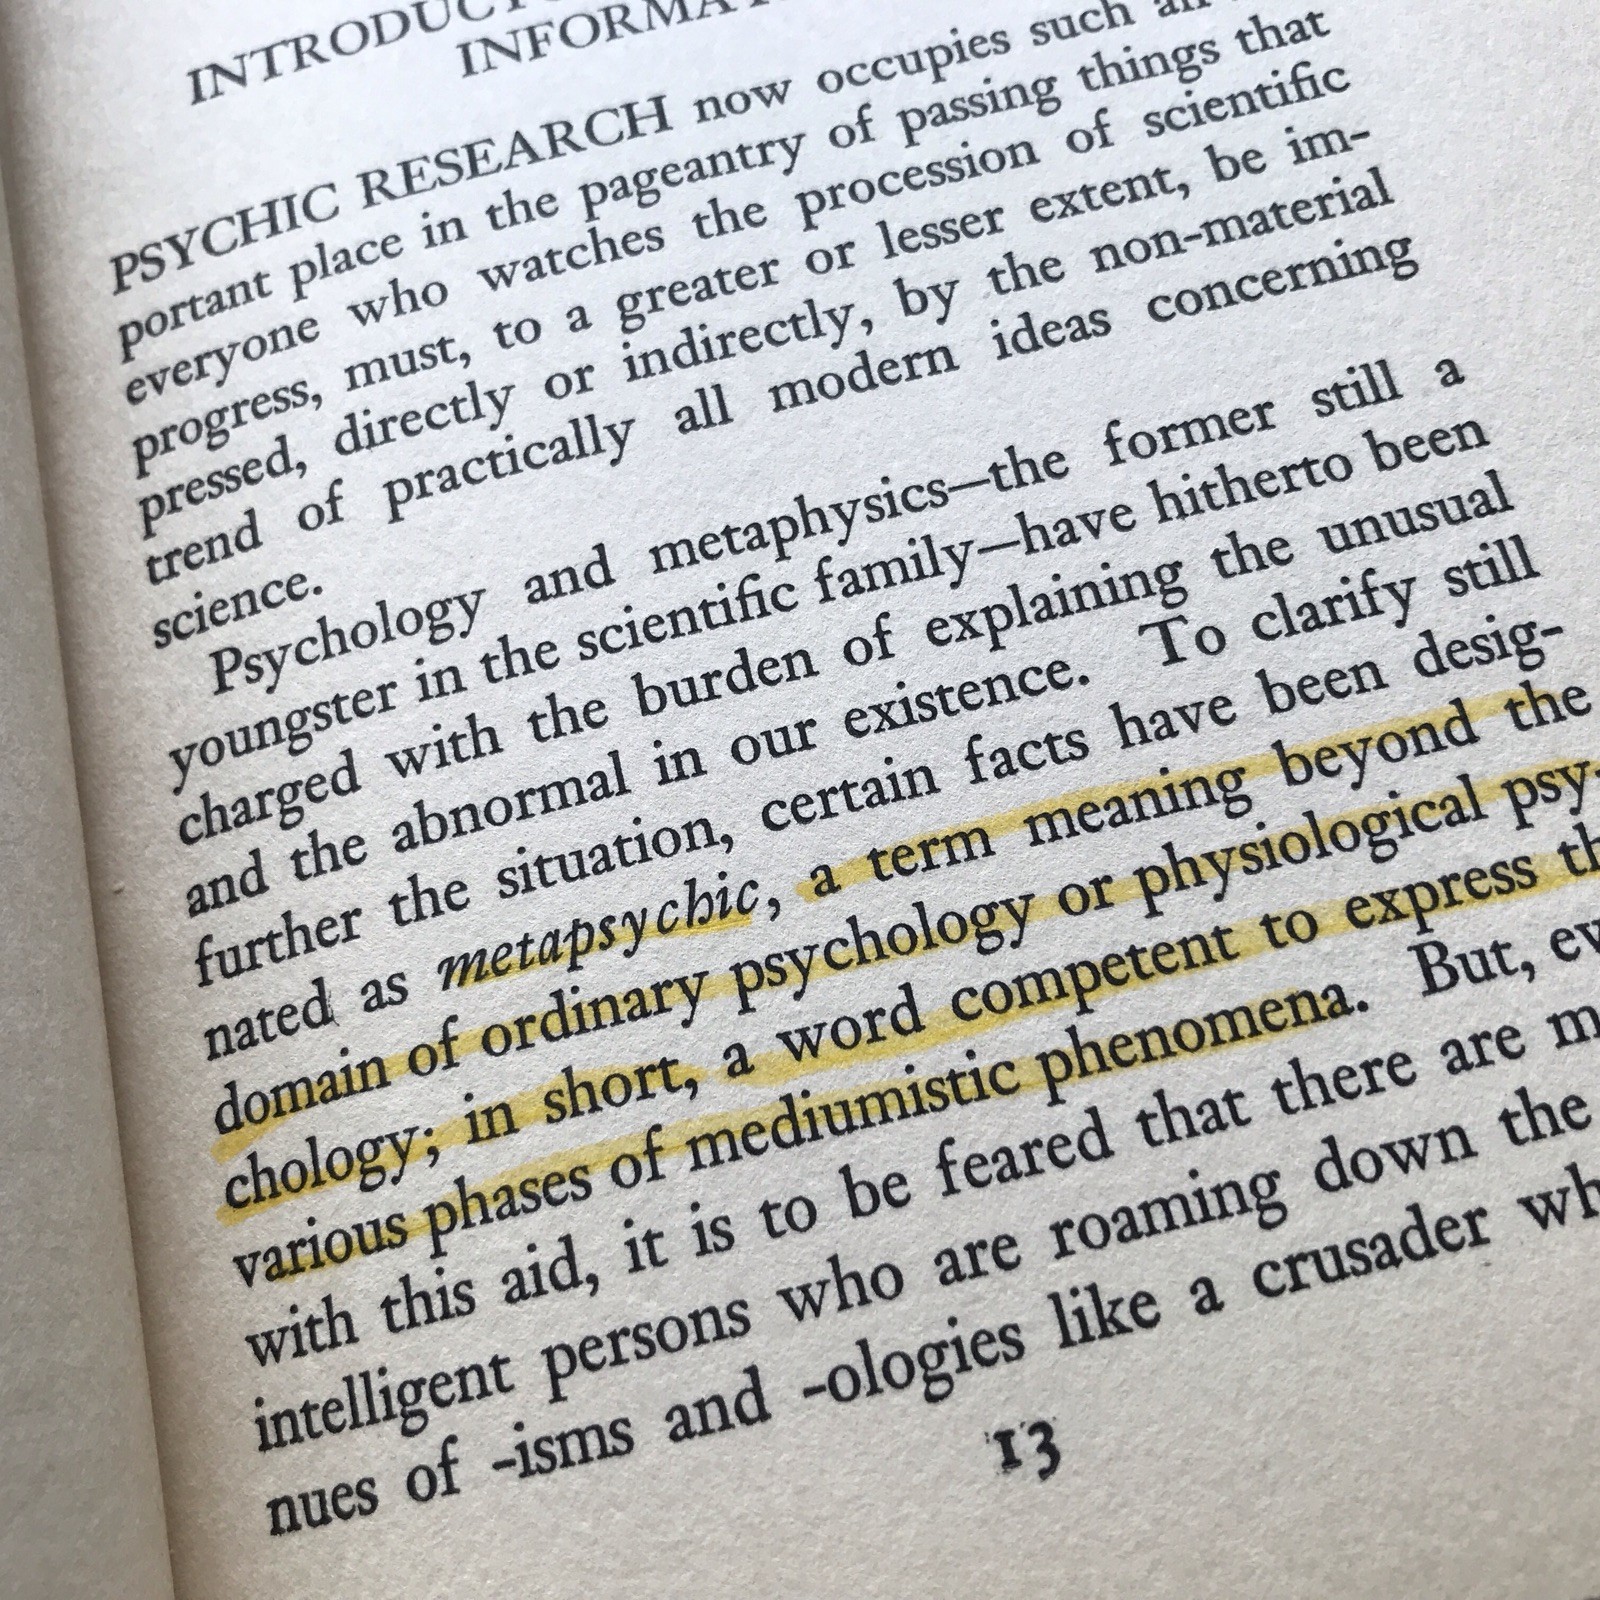 INTRODUCT
INFORMA
PSYCHIC RESEARCH now occupies such an
portant place in the pageantry of passing things that
everyone who watches the procession of scientific
progress, must, to a greater or lesser extent, be im-
pressed, directly or indirectly, by the non-material
trend of practically all modern ideas concerning
science.
Psychology and metaphysics—the former still a
youngster in the scientific family—have hitherto been
charged with the burden of explaining the unusual
and the abnormal in our existence. To clarify still
further the situation, certain facts have been desig-
nated as metapsychic, a term meaning beyond the
domain of ordinary psychology or physiological psy-
chology; in short, a word competent to express th
various phases of mediumistic phenomena. But, ev
with this aid, it is to be feared that there are m
intelligent persons who are roaming down the
nues of -isms and -ologies like a crusader wh
13